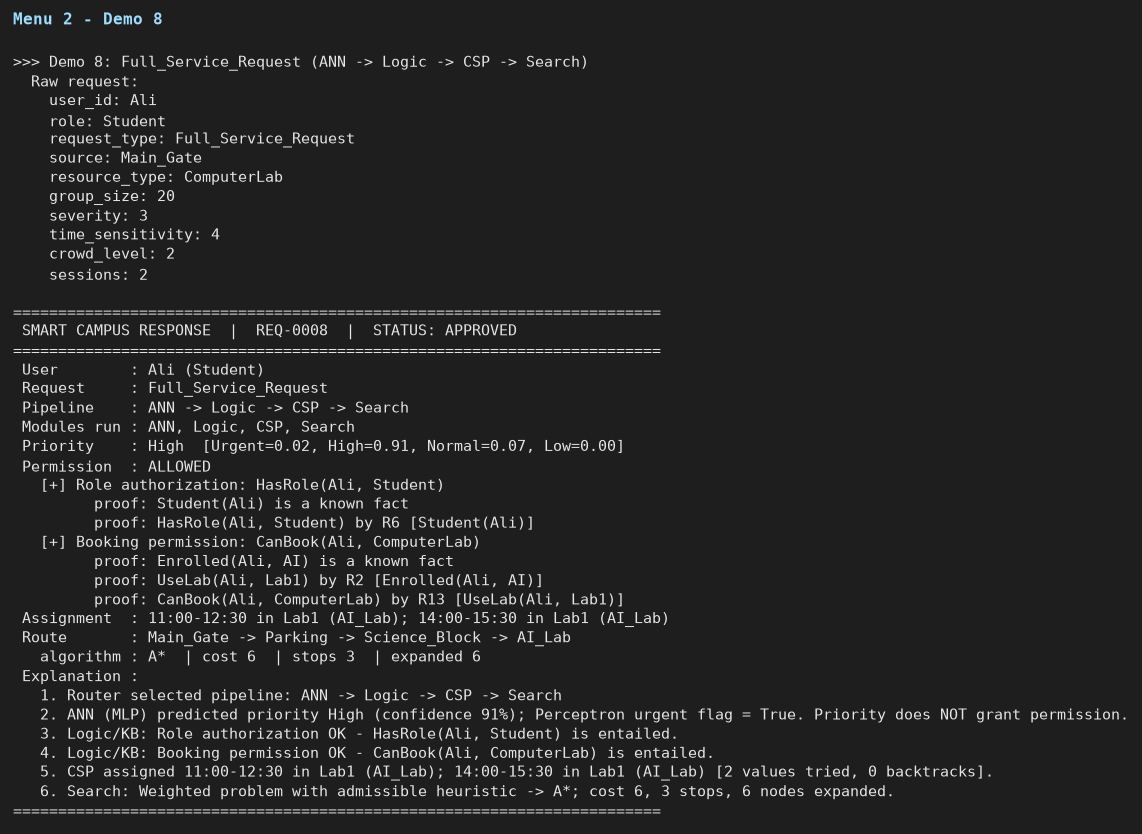 Menu 2 - Demo 8
>>> Demo 8: Full_Service_Request (ANN -> Logic -> CSP -> Search)
  Raw request:
    user_id: Ali
    role: Student
    request_type: Full_Service_Request
    source: Main_Gate
    resource_type: ComputerLab
    group_size: 20
    severity: 3
    time_sensitivity: 4
    crowd_level: 2
    sessions: 2
========================================================================
 SMART CAMPUS RESPONSE  |  REQ-0008  |  STATUS: APPROVED
========================================================================
 User        : Ali (Student)
 Request     : Full_Service_Request
 Pipeline    : ANN -> Logic -> CSP -> Search
 Modules run : ANN, Logic, CSP, Search
 Priority    : High  [Urgent=0.02, High=0.91, Normal=0.07, Low=0.00]
 Permission  : ALLOWED
   [+] Role authorization: HasRole(Ali, Student)
         proof: Student(Ali) is a known fact
         proof: HasRole(Ali, Student) by R6 [Student(Ali)]
   [+] Booking permission: CanBook(Ali, ComputerLab)
         proof: Enrolled(Ali, AI) is a known fact
         proof: UseLab(Ali, Lab1) by R2 [Enrolled(Ali, AI)]
         proof: CanBook(Ali, ComputerLab) by R13 [UseLab(Ali, Lab1)]
 Assignment  : 11:00-12:30 in Lab1 (AI_Lab); 14:00-15:30 in Lab1 (AI_Lab)
 Route       : Main_Gate -> Parking -> Science_Block -> AI_Lab
   algorithm : A*  | cost 6  | stops 3  | expanded 6
 Explanation :
   1. Router selected pipeline: ANN -> Logic -> CSP -> Search
   2. ANN (MLP) predicted priority High (confidence 91%); Perceptron urgent flag = True. Priority does NOT grant permission.
   3. Logic/KB: Role authorization OK - HasRole(Ali, Student) is entailed.
   4. Logic/KB: Booking permission OK - CanBook(Ali, ComputerLab) is entailed.
   5. CSP assigned 11:00-12:30 in Lab1 (AI_Lab); 14:00-15:30 in Lab1 (AI_Lab) [2 values tried, 0 backtracks].
   6. Search: Weighted problem with admissible heuristic -> A*; cost 6, 3 stops, 6 nodes expanded.
========================================================================